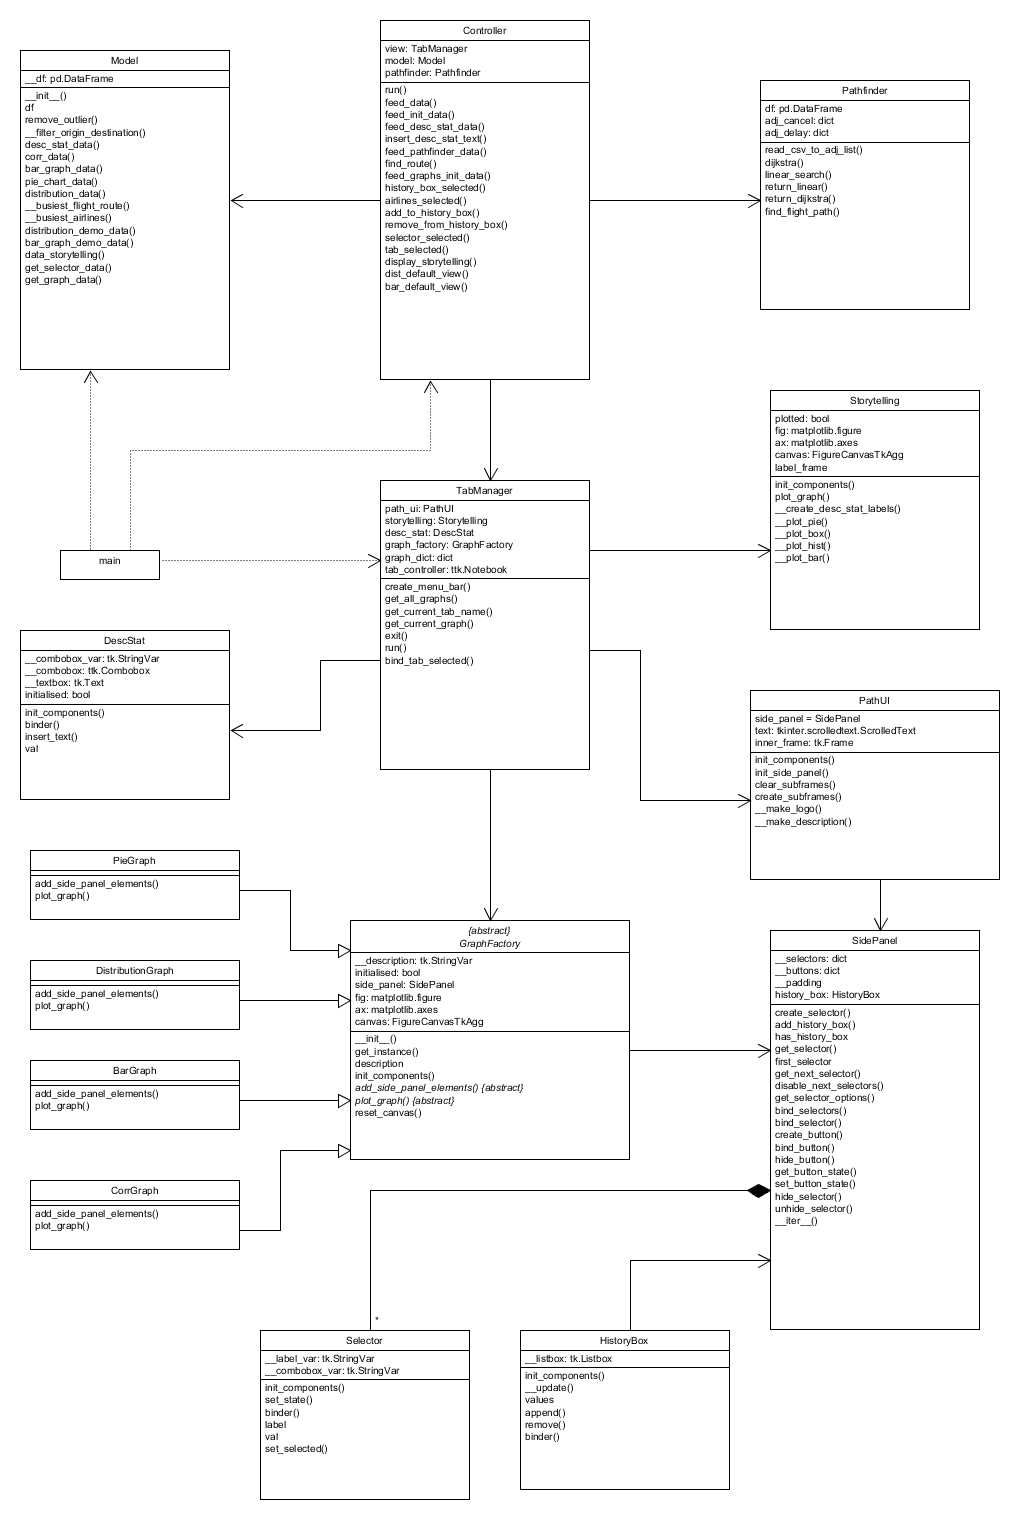 Controller
view: TabManager
model: Model
pathfinder: Pathfinder
run()
feed_data()
feed_init_data()
feed_desc_stat_data()
insert_desc_stat_text()
feed_pathfinder_data()
find_route()
feed_graphs_init_data()
history_box_selected()
airlines_selected()
add_to_history_box()
remove_from_history_box()
selector_selected()
tab_selected()
display_storytelling()
dist_default_view()
bar_default_view()
Model
__df: pd.DataFrame
__init__()
df
remove_outlier()
__filter_origin_destination()
desc_stat_data()
corr_data()
bar_graph_data()
pie_chart_data()
distribution_data()
__busiest_flight_route()
__busiest_airlines()
distribution_demo_data()
bar_graph_demo_data()
data_storytelling()
get_selector_data()
get_graph_data()
Pathfinder
df: pd.DataFrame
adj_cancel: dict
adj_delay: dict
read_csv_to_adj_list()
dijkstra()
linear_search()
return_linear()
return_dijkstra()
find_flight_path()
Storytelling
plotted: bool
fig: matplotlib.figure
ax: matplotlib.axes
canvas: FigureCanvasTkAgg
label_frame
init_components()
plot_graph()
__create_desc_stat_labels()
__plot_pie()
__plot_box()
__plot_hist()
__plot_bar()
TabManager
path_ui: PathUI
storytelling: Storytelling
desc_stat: DescStat
graph_factory: GraphFactory
graph_dict: dict
tab_controller: ttk.Notebook
create_menu_bar()
get_all_graphs()
get_current_tab_name()
get_current_graph()
exit()
run()
bind_tab_selected()
main
DescStat
__combobox_var: tk.StringVar
__combobox: ttk.Combobox
__textbox: tk.Text
initialised: bool
init_components()
binder()
insert_text()
val
PathUI
side_panel = SidePanel
text: tkinter.scrolledtext.ScrolledText
inner_frame: tk.Frame
init_components()
init_side_panel()
clear_subframes()
create_subframes()
__make_logo()
__make_description()
PieGraph
add_side_panel_elements()
plot_graph()
DistributionGraph
add_side_panel_elements()
plot_graph()
BarGraph
add_side_panel_elements()
plot_graph()
CorrGraph
add_side_panel_elements()
plot_graph()
{abstract}
GraphFactory
__description: tk.StringVar
initialised: bool
side_panel: SidePanel
fig: matplotlib.figure
ax: matplotlib.axes
canvas: FigureCanvasTkAgg
__init__()
get_instance()
description
init_components()
add_side_panel_elements() {abstract}
plot_graph() {abstract}
reset_canvas()
SidePanel
__selectors: dict
__buttons: dict
__padding
history_box: HistoryBox
create_selector()
add_history_box()
has_history_box
get_selector()
first_selector
get_next_selector()
disable_next_selectors()
get_selector_options()
bind_selectors()
bind_selector()
create_button()
bind_button()
hide_button()
get_button_state()
set_button_state()
hide_selector()
unhide_selector()
__iter__()
*
Selector
__label_var: tk.StringVar
__combobox_var: tk.StringVar
init_components()
set_state()
binder()
label
val
set_selected()
HistoryBox
__listbox: tk.Listbox
init_components()
__update()
values
append()
remove()
binder()